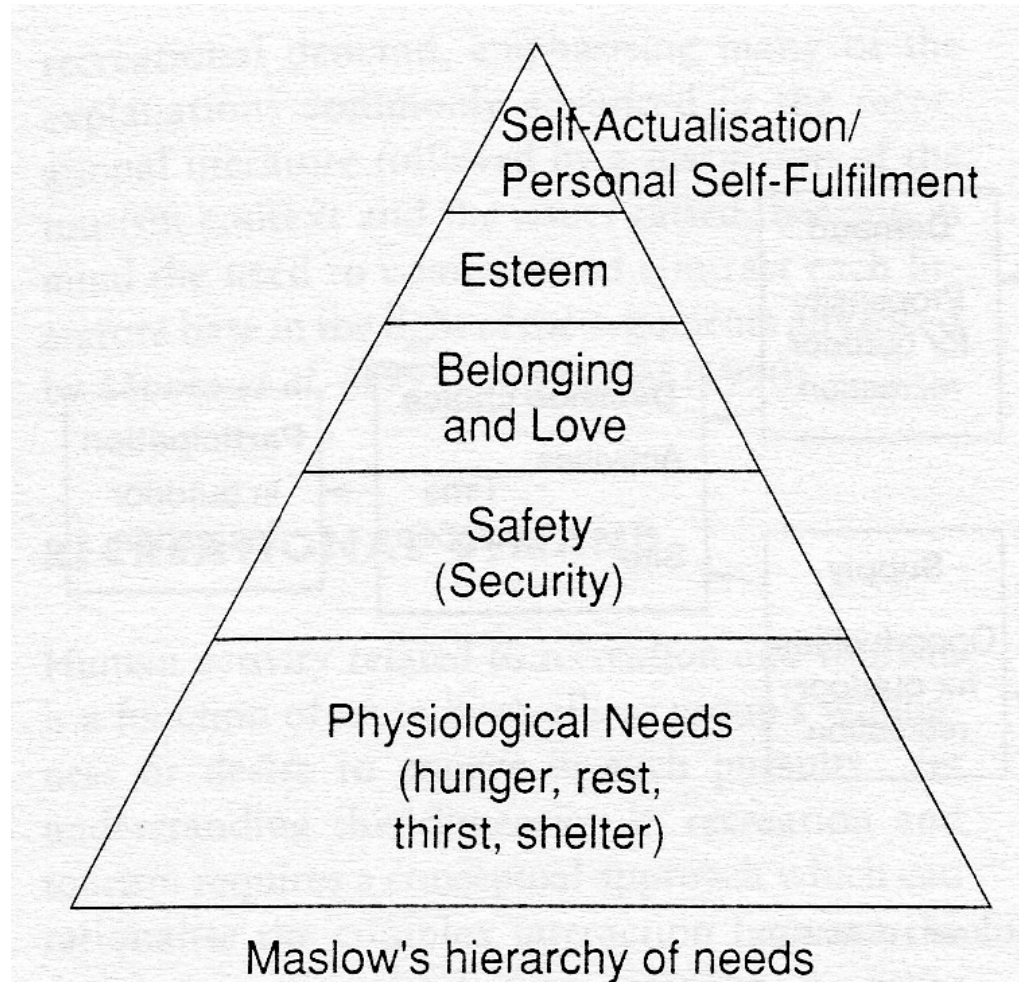 Self-Actualisation/
Personal Self-Fulfilment
Esteem
Belonging
and Love
Safety
(Security)
Physiological Needs
(hunger, rest,
thirst, shelter)
Maslow's hierarchy of needs